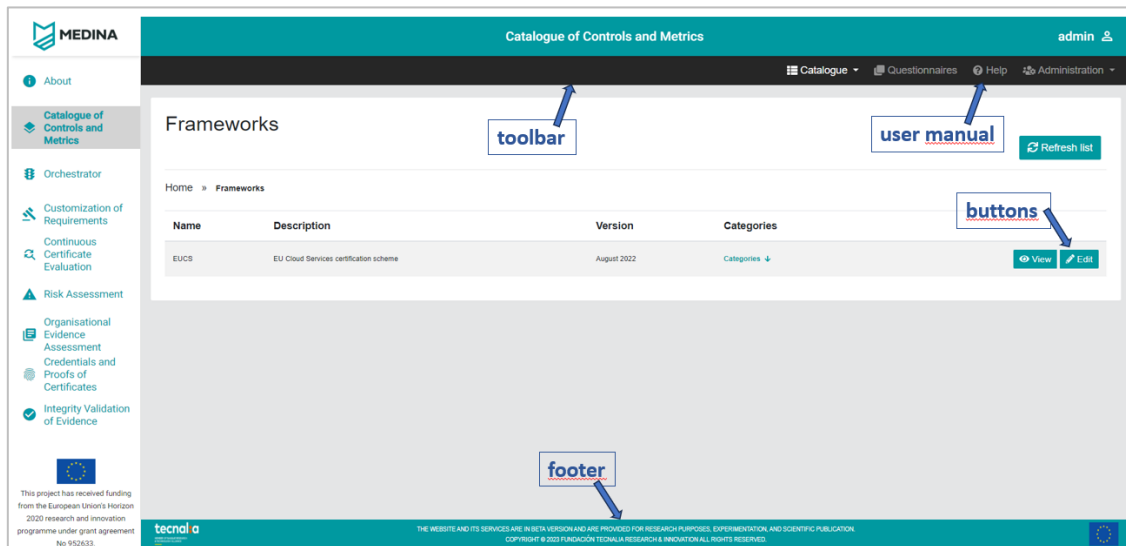 MEDINA
Catalogue of Controls and Metrics
admin
Catalogue
Questionnaires
Help
Administration
About
Catalogue of
Controls and
Metrics
Orchestrator
Customization of
Requirements
Continuous
Certificate
Evaluation
Risk Assessment
Organisational
Evidence
Assessment
Credentials and
Proofs of
Certificates
Integrity Validation
of Evidence
This project has received funding
from the European Union's Horizon
2020 research and innovation
programme under grant agreement
No 952633.
Frameworks
toolbar
user manual
Refresh list
Home » Frameworks
buttons
Name Description Version Categories
EUCS EU Cloud Services certification scheme August 2022 Categories ↓ View Edit
footer
tecnalia
THE WEBSITE AND ITS SERVICES ARE IN BETA VERSION AND ARE PROVIDED FOR RESEARCH PURPOSES, EXPERIMENTATION, AND SCIENTIFIC PUBLICATION.
COPYRIGHT © 2023 FUNDACIÓN TECNALIA RESEARCH & INNOVATION ALL RIGHTS RESERVED.